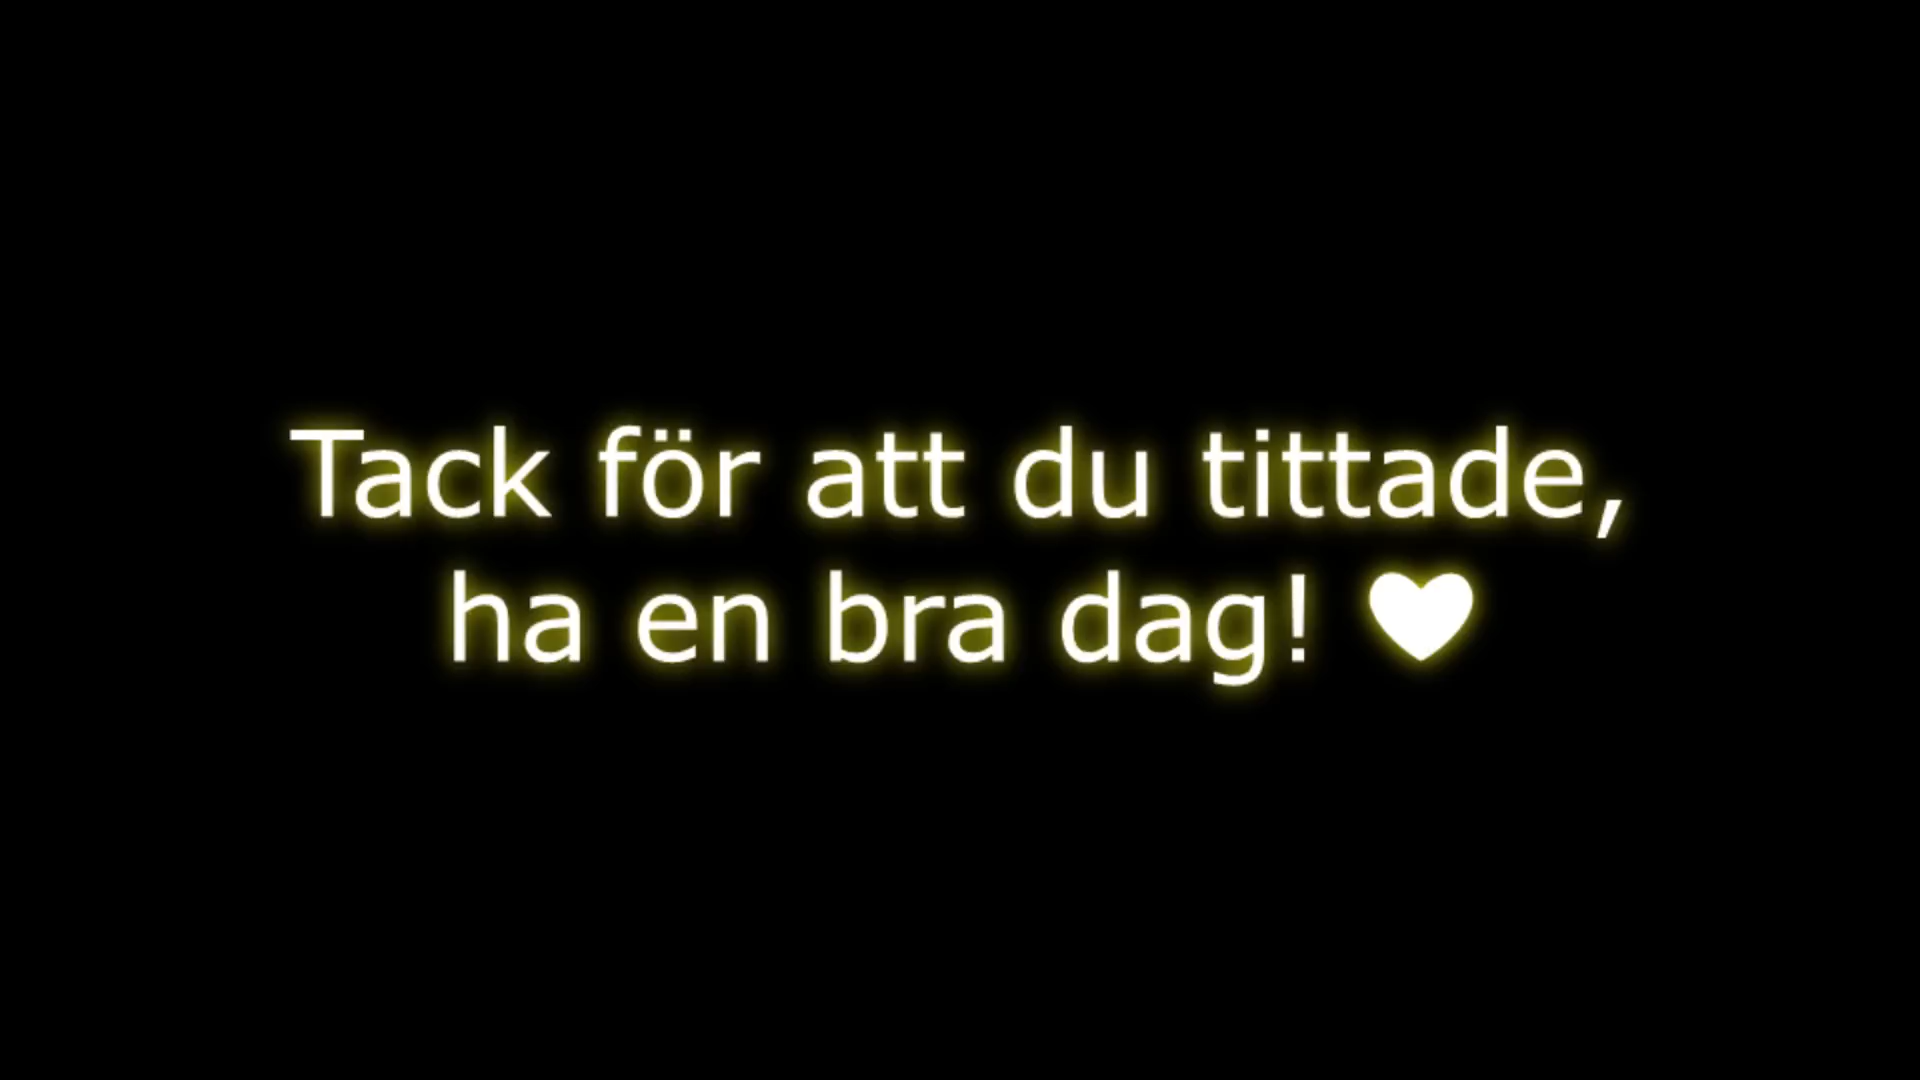 Tack för att du tittade,
ha en bra dag! ♥